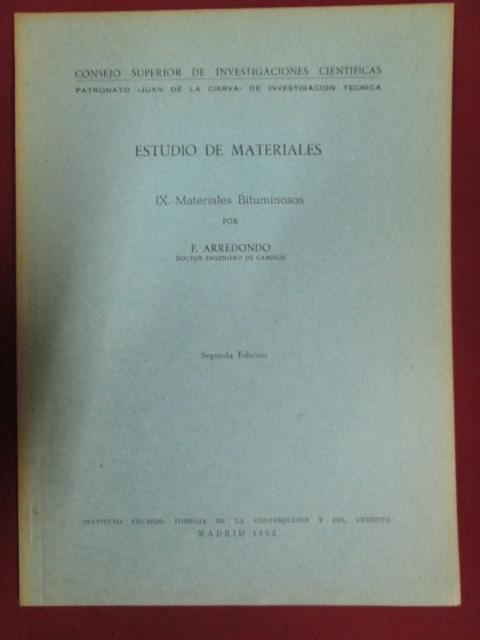 CONSEJO SUPERIOR DE INVESTIGACIONES CIENTIFICAS
PATRONATO «JUAN DE LA CIERVA» DE INVESTIGACION TECNICA
ESTUDIO DE MATERIALES
IX.-Materiales Bituminosos
POR
F. ARREDONDO
DOCTOR INGENIERO DE CAMINOS
Segunda Edición
INSTITUTO EDUARDO TORROJA DE LA CONSTRUCCION Y DEL CEMENTO
MADRID 1963